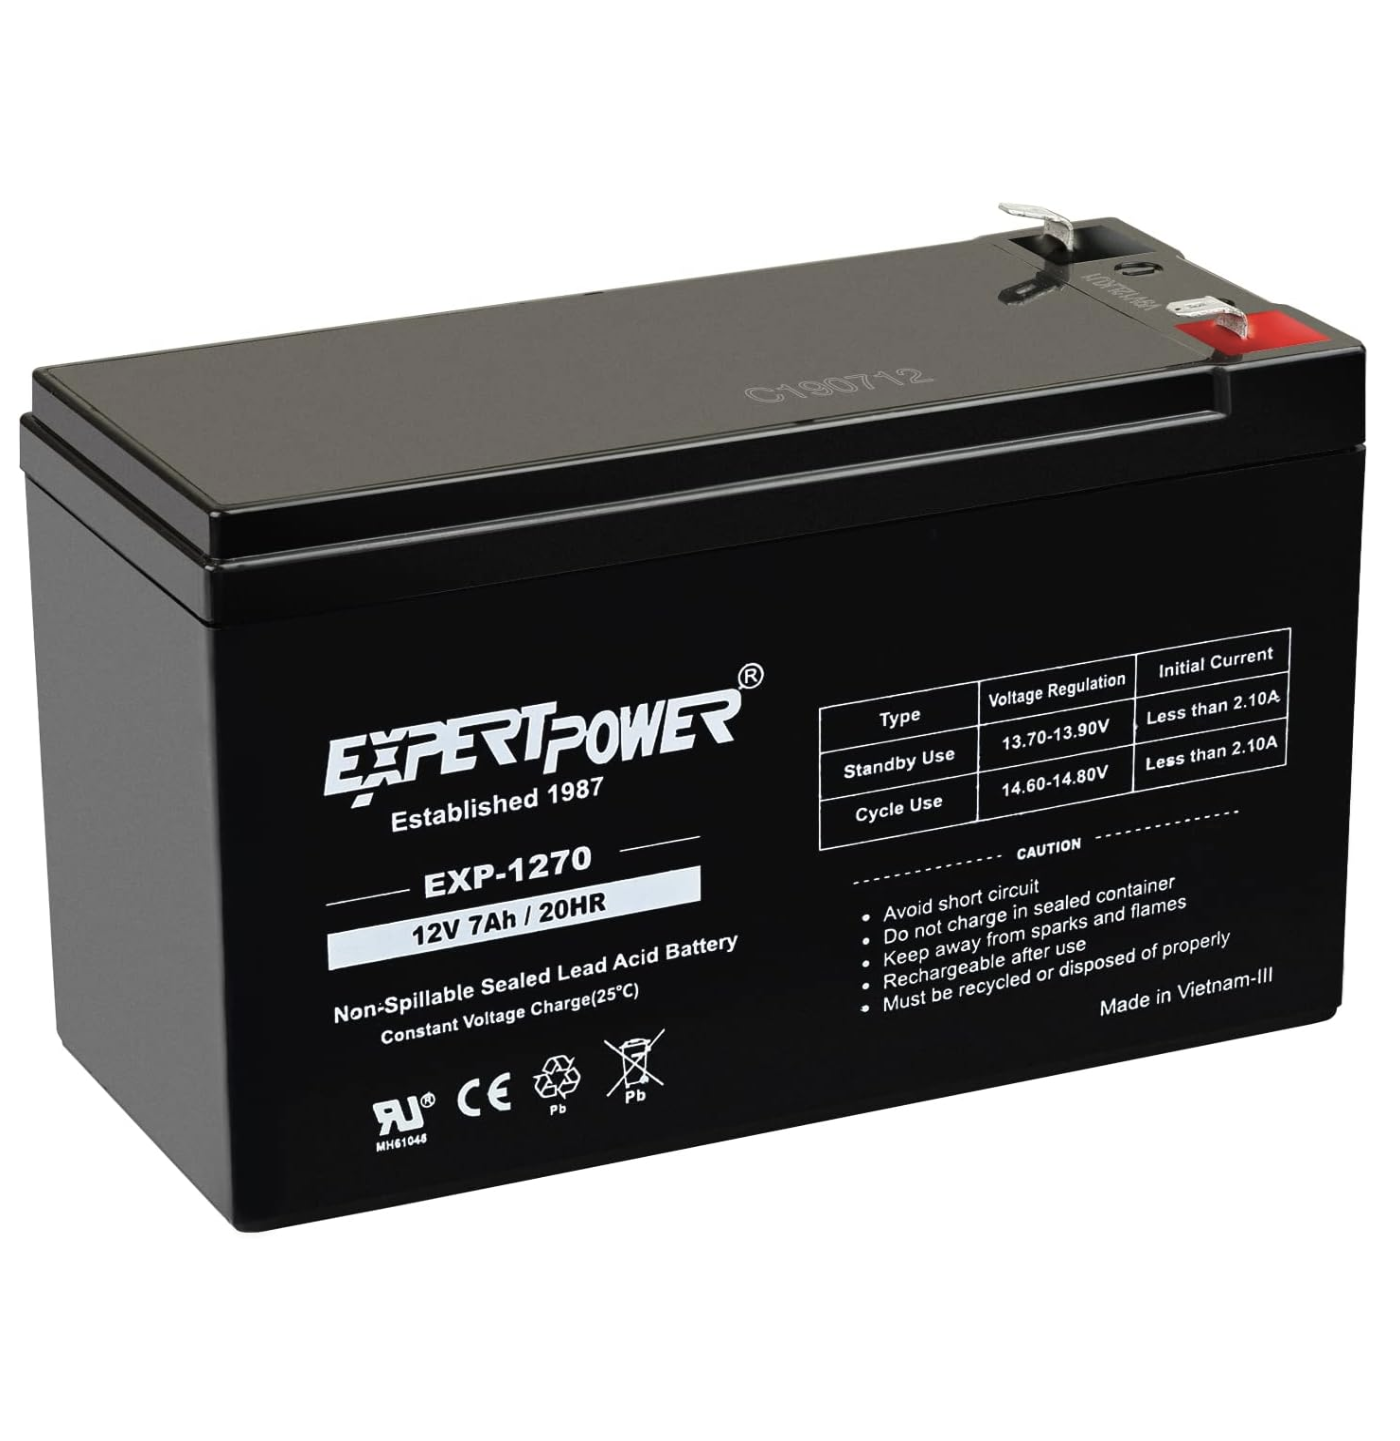 C190712
EXPERTPOWER®
Established 1987
EXP-1270
12V 7Ah / 20HR
Non-Spillable Sealed Lead Acid Battery
Constant Voltage Charge(25°C)
RU®
MH61045
CE
Pb
Pb
Type Voltage Regulation Initial Current
Standby Use 13.70-13.90V Less than 2.10A
Cycle Use 14.60-14.80V Less than 2.10A
CAUTION
• Avoid short circuit
• Do not charge in sealed container
• Keep away from sparks and flames
• Rechargeable after use
• Must be recycled or disposed of properly
Made in Vietnam-III